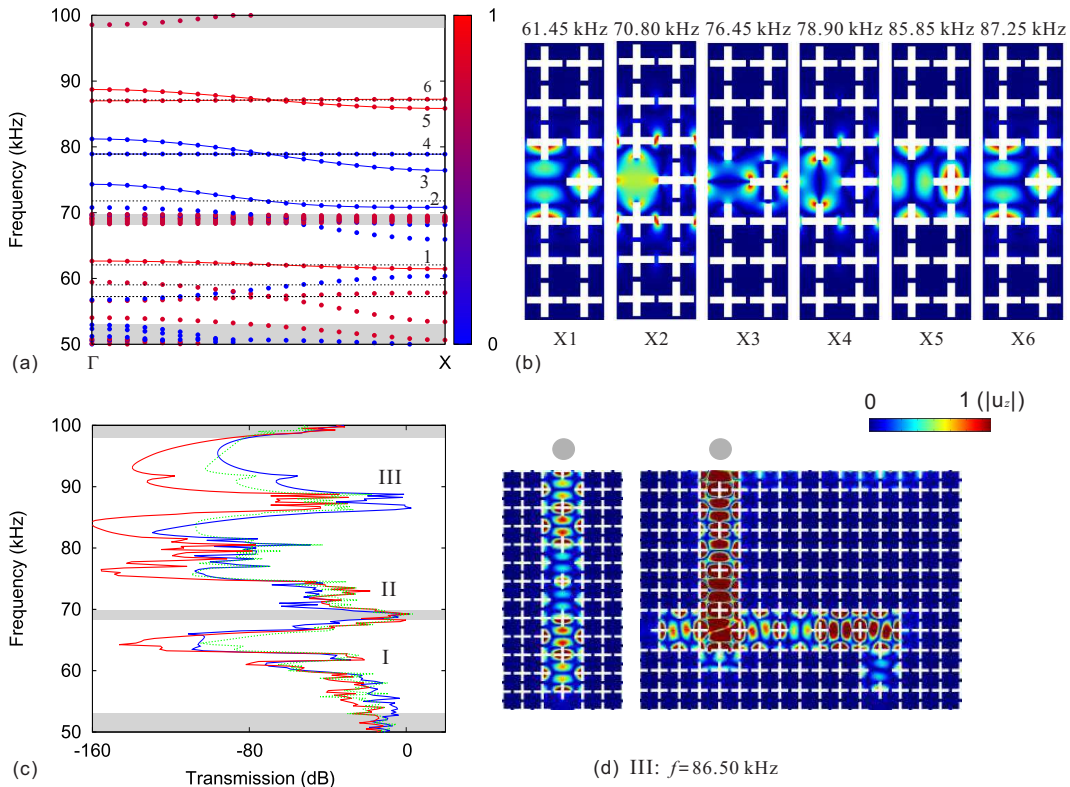 100
90
80
70
60
50
Frequency (kHz)
6
5
4
3
2
1
Γ
X
1
0
(a)
61.45 kHz 70.80 kHz 76.45 kHz 78.90 kHz 85.85 kHz 87.25 kHz
X1 X2 X3 X4 X5 X6
(b)
100
90
80
70
60
50
Frequency (kHz)
III
II
I
-160 -80 0
Transmission (dB)
(c)
0 1 (|uz|)
(d) III: f=86.50 kHz